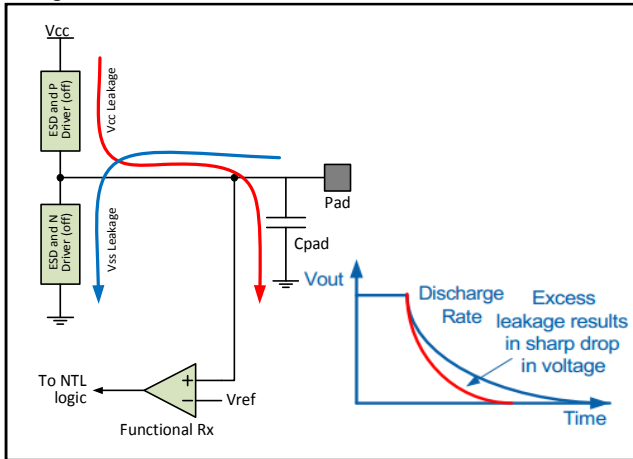 Vcc
ESD and P
Driver (off)
Vcc Leakage
ESD and N
Driver (off)
Vss Leakage
Pad
Cpad
To NTL
logic
Vref
Functional Rx
Vout
Discharge
Rate
Excess
leakage results
in sharp drop
in voltage
Time